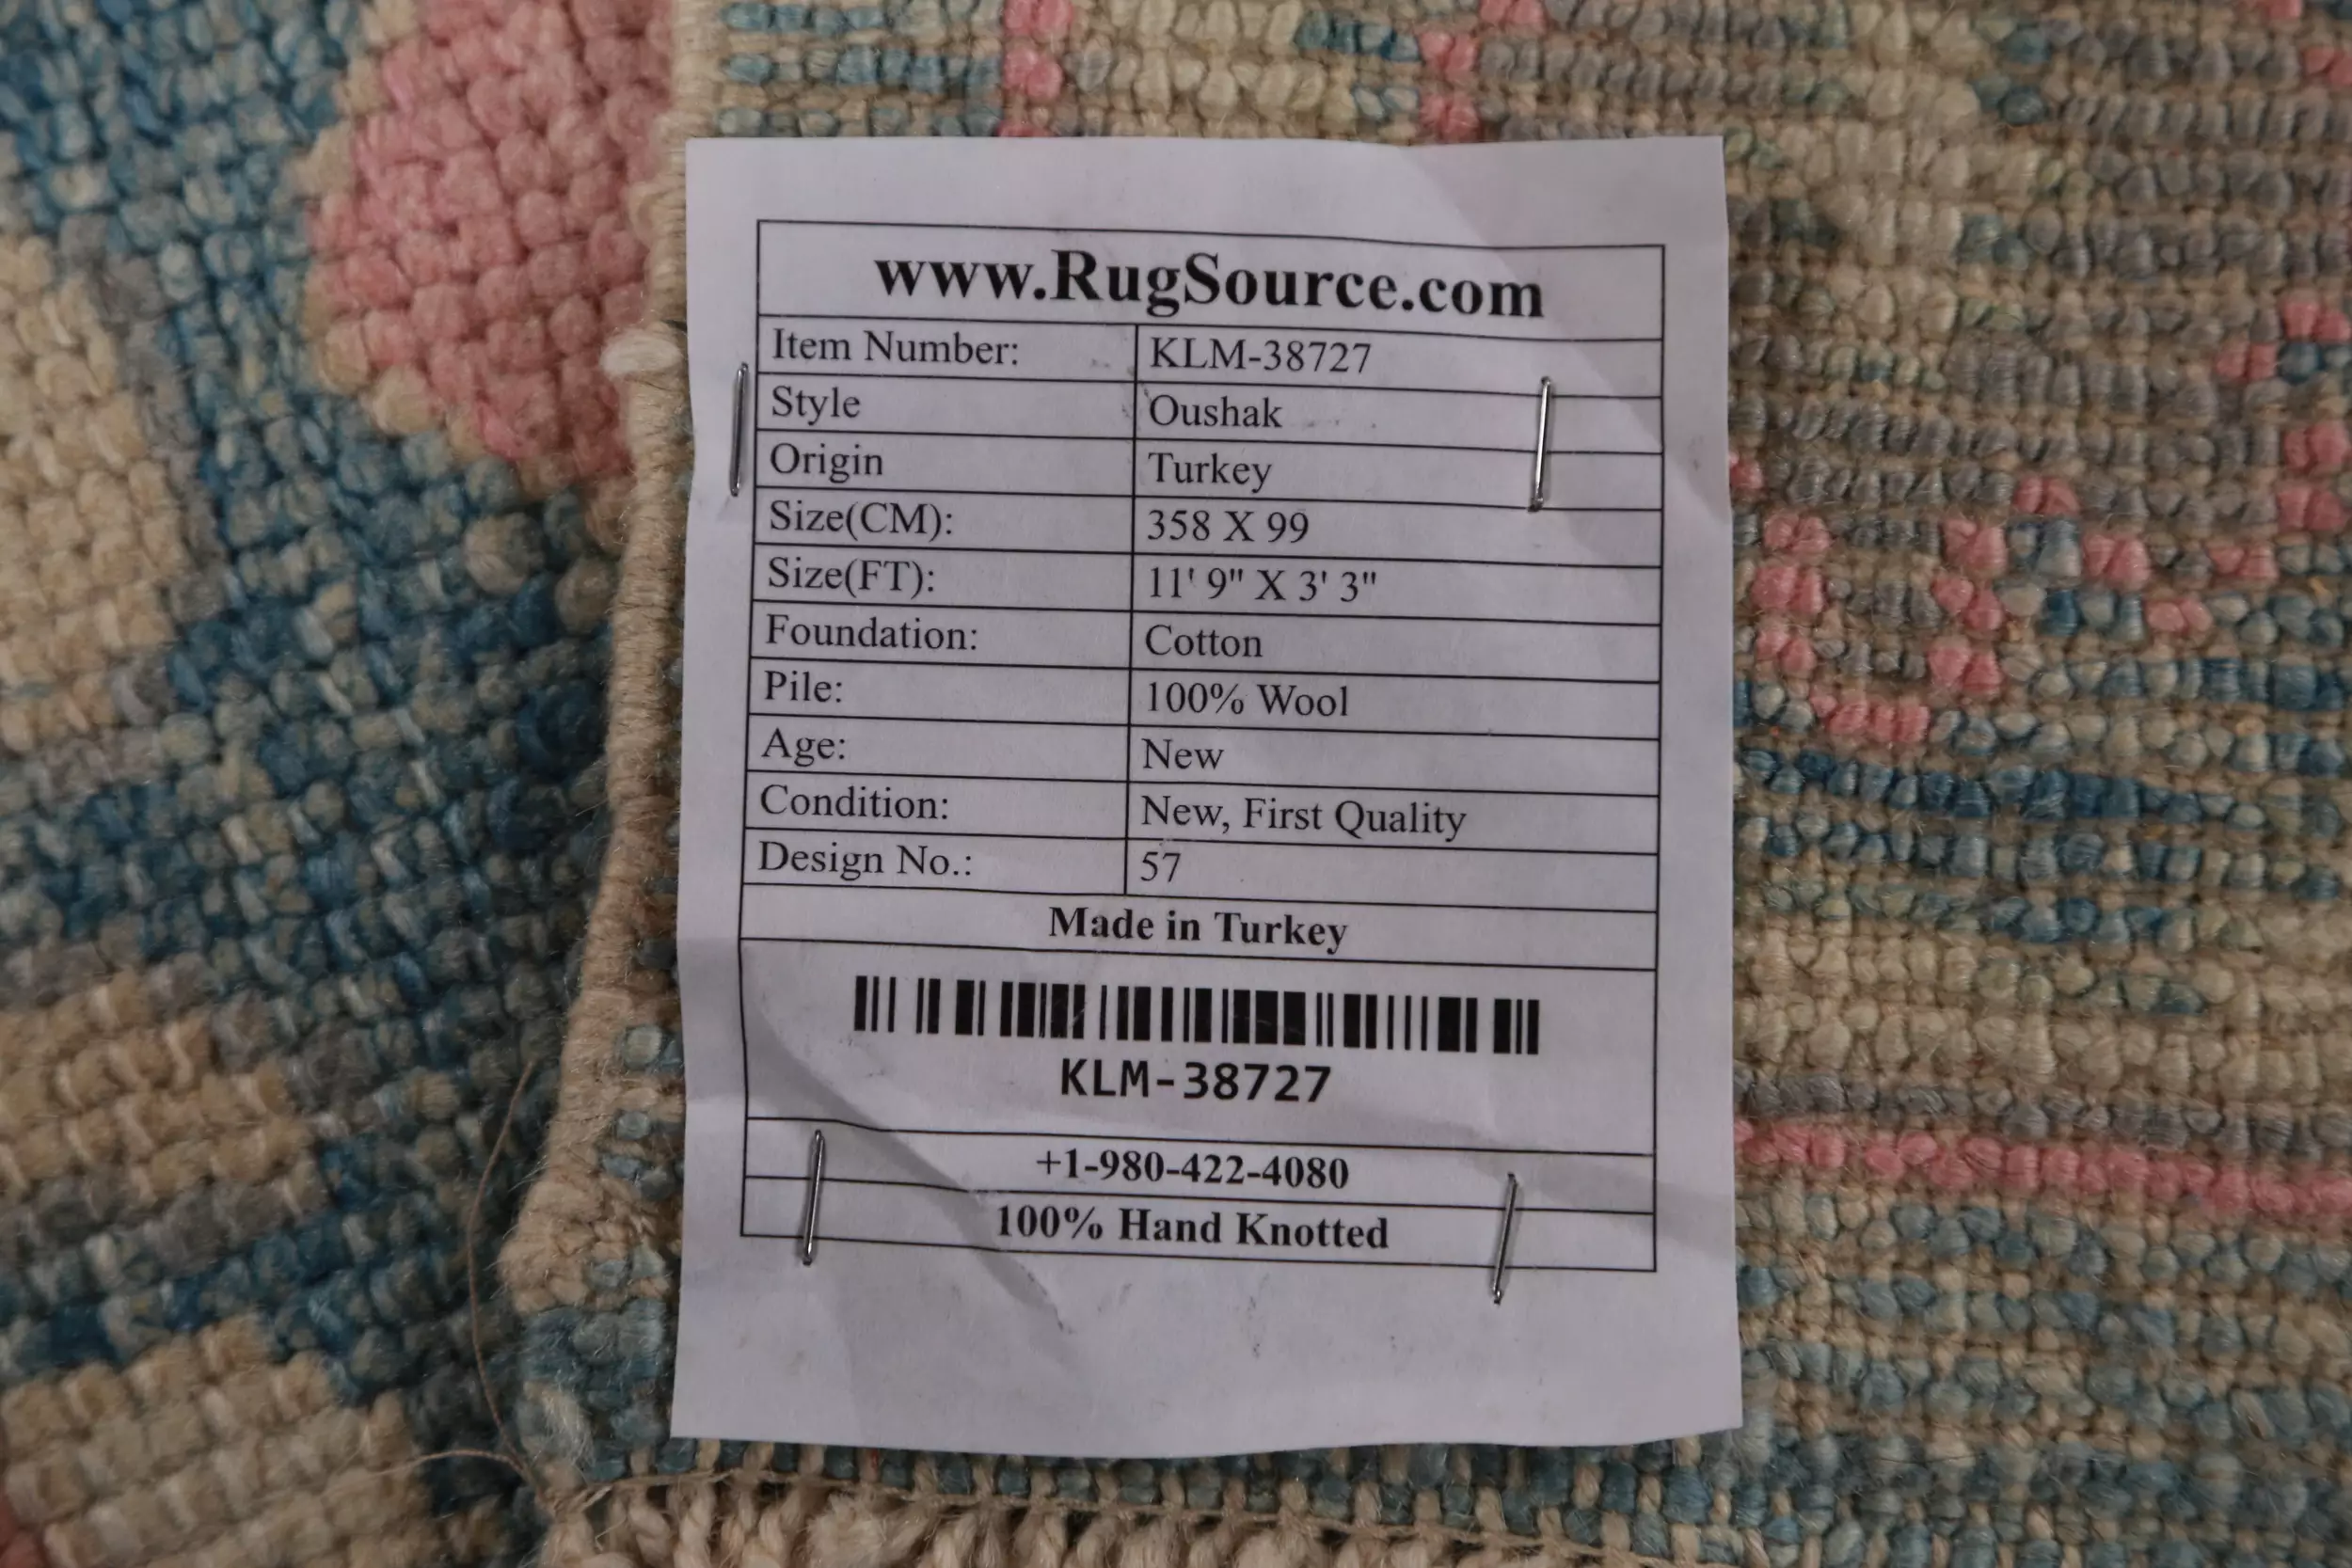 www.RugSource.com
Item Number: KLM-38727
Style Oushak
Origin Turkey
Size(CM): 358 X 99
Size(FT): 11' 9" X 3' 3"
Foundation: Cotton
Pile: 100% Wool
Age: New
Condition: New, First Quality
Design No.: 57
Made in Turkey
KLM-38727
+1-980-422-4080
100% Hand Knotted